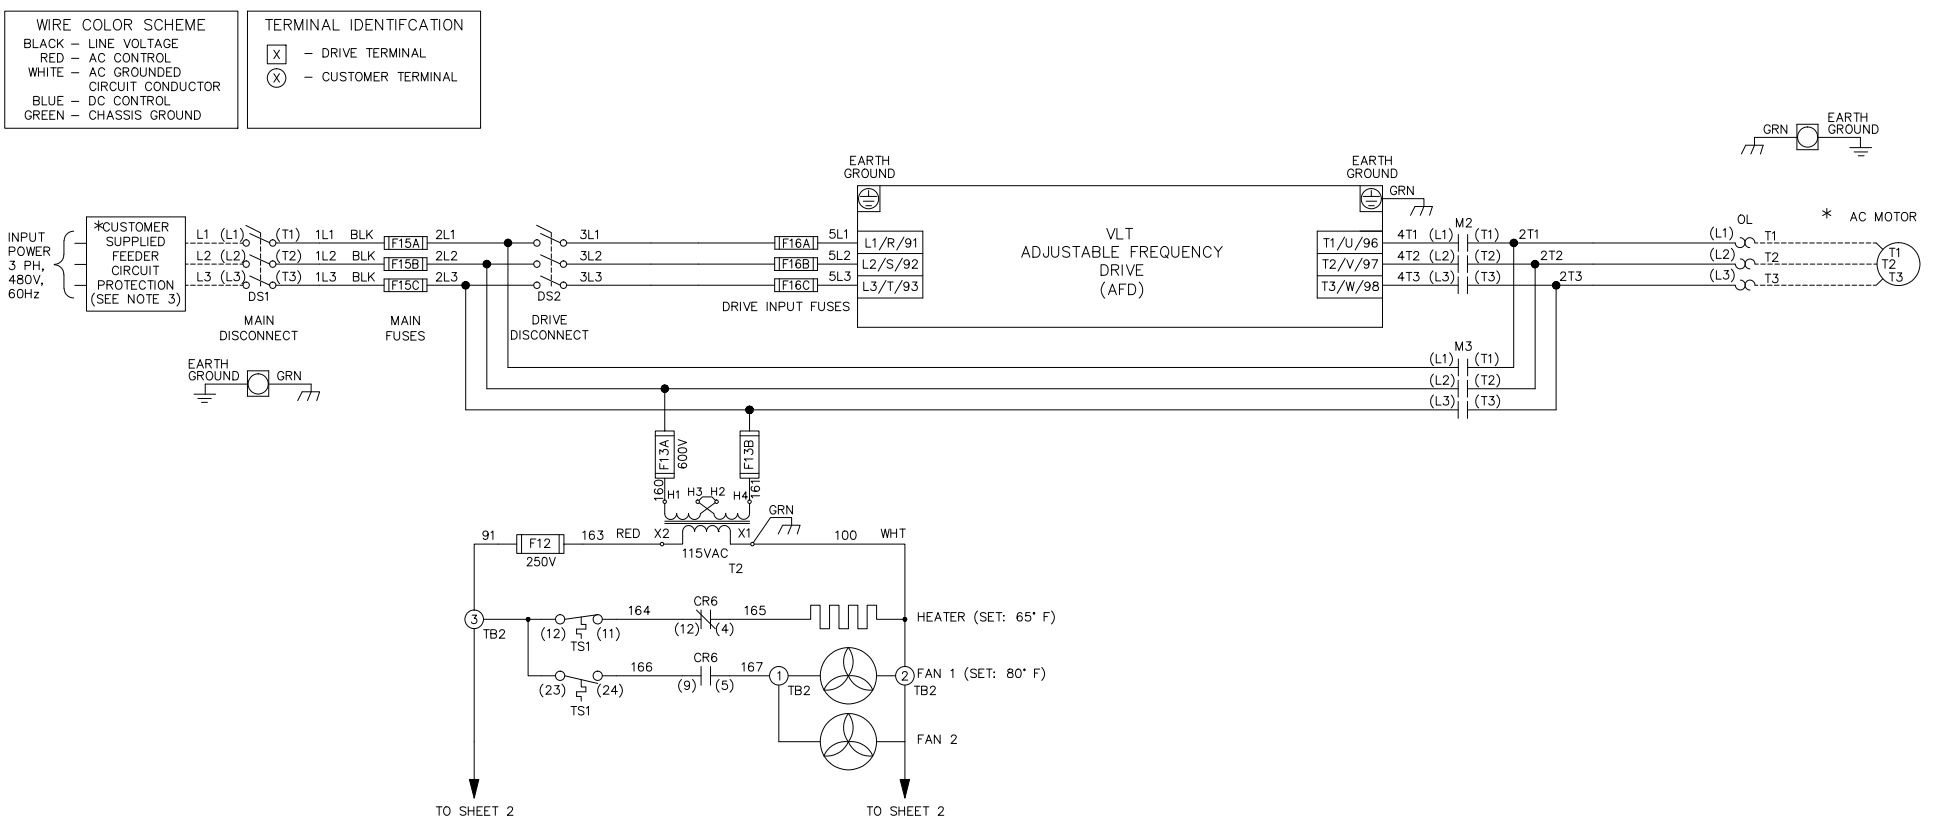 WIRE COLOR SCHEME
BLACK – LINE VOLTAGE
RED – AC CONTROL
WHITE – AC GROUNDED
CIRCUIT CONDUCTOR
BLUE – DC CONTROL
GREEN – CHASSIS GROUND
TERMINAL IDENTIFCATION
X – DRIVE TERMINAL
X – CUSTOMER TERMINAL
INPUT
POWER
3 PH,
480V,
60Hz
*CUSTOMER
SUPPLIED
FEEDER
CIRCUIT
PROTECTION
(SEE NOTE 3)
L1 (L1) (T1) 1L1 BLK F15A 2L1 3L1 F16A 5L1 L1/R/91
L2 (L2) (T2) 1L2 BLK F15B 2L2 3L2 F16B 5L2 L2/S/92
L3 (L3) (T3) 1L3 BLK F15C 2L3 3L3 F16C 5L3 L3/T/93
DS1
MAIN
DISCONNECT
MAIN
FUSES
DS2
DRIVE
DISCONNECT
DRIVE INPUT FUSES
EARTH
GROUND
GRN
EARTH
GROUND
VLT
ADJUSTABLE FREQUENCY
DRIVE
(AFD)
EARTH
GROUND
GRN
M2
T1/U/96 4T1 (L1) (T1) 2T1
T2/V/97 4T2 (L2) (T2) 2T2
T3/W/98 4T3 (L3) (T3) 2T3
GRN
EARTH
GROUND
OL
(L1) T1
(L2) T2
(L3) T3
* AC MOTOR
T1
T2
T3
M3
(L1) (T1)
(L2) (T2)
(L3) (T3)
F13A
600V
F13B
160
161
H1 H3 H2 H4
GRN
91 F12 163 RED X2 X1 100 WHT
250V
115VAC
T2
3
TB2
(12) (11)
TS1
164
CR6
(12) (4)
165
HEATER (SET: 65° F)
(23) (24)
TS1
166
CR6
(9) (5)
167
1
TB2
2
TB2
FAN 1 (SET: 80° F)
FAN 2
TO SHEET 2
TO SHEET 2